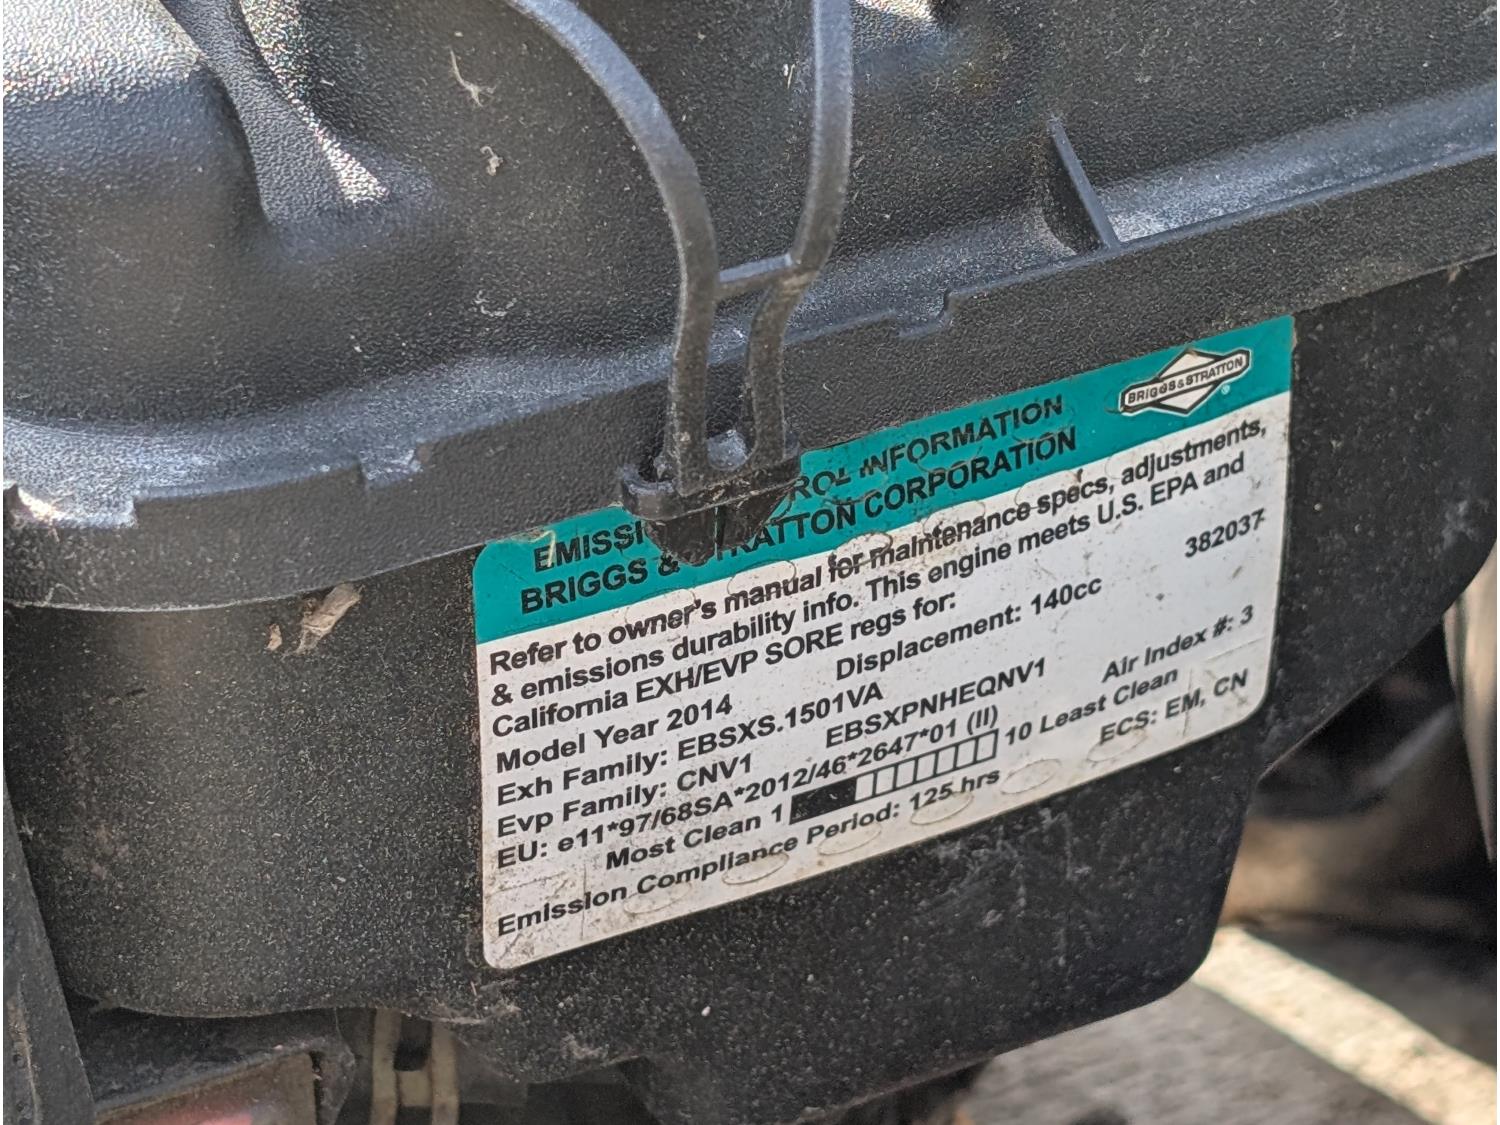 BRIGGS & STRATTON
EMISSI ROL INFORMATION
BRIGGS & STRATTON CORPORATION
Refer to owner's manual for maintenance specs, adjustments,
& emissions durability info. This engine meets U.S. EPA and
California EXH/EVP SORE regs for: 382037
Model Year 2014 Displacement: 140cc
Exh Family: EBSXS.1501VA
Evp Family: CNV1 EBSXPNHEQNV1 Air Index #: 3
EU: e11*97/68SA*2012/46*2647*01 (II)
Most Clean 1 10 Least Clean
Emission Compliance Period: 125 hrs ECS: EM, CN